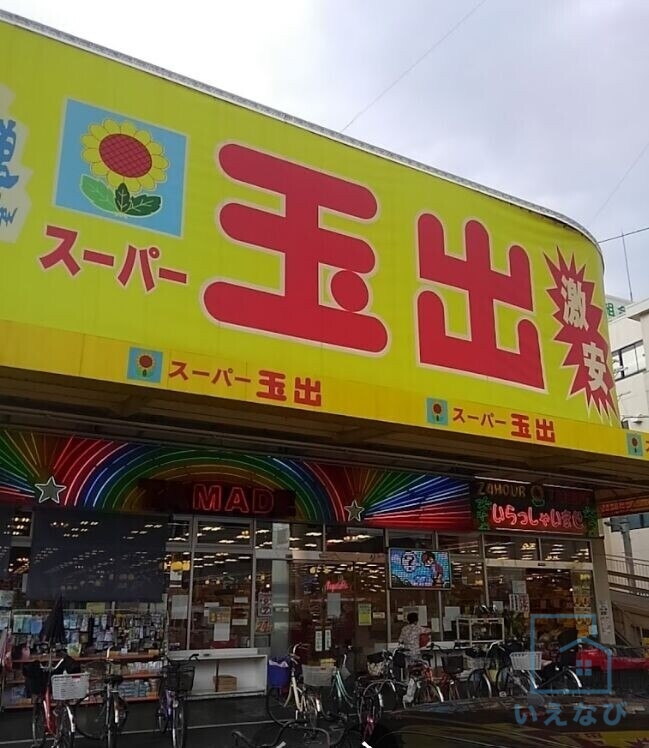 スーパー
玉出
激安
スーパー 玉出
スーパー 玉出
MAD
24HOUR
いらっしゃいませ
いえなび